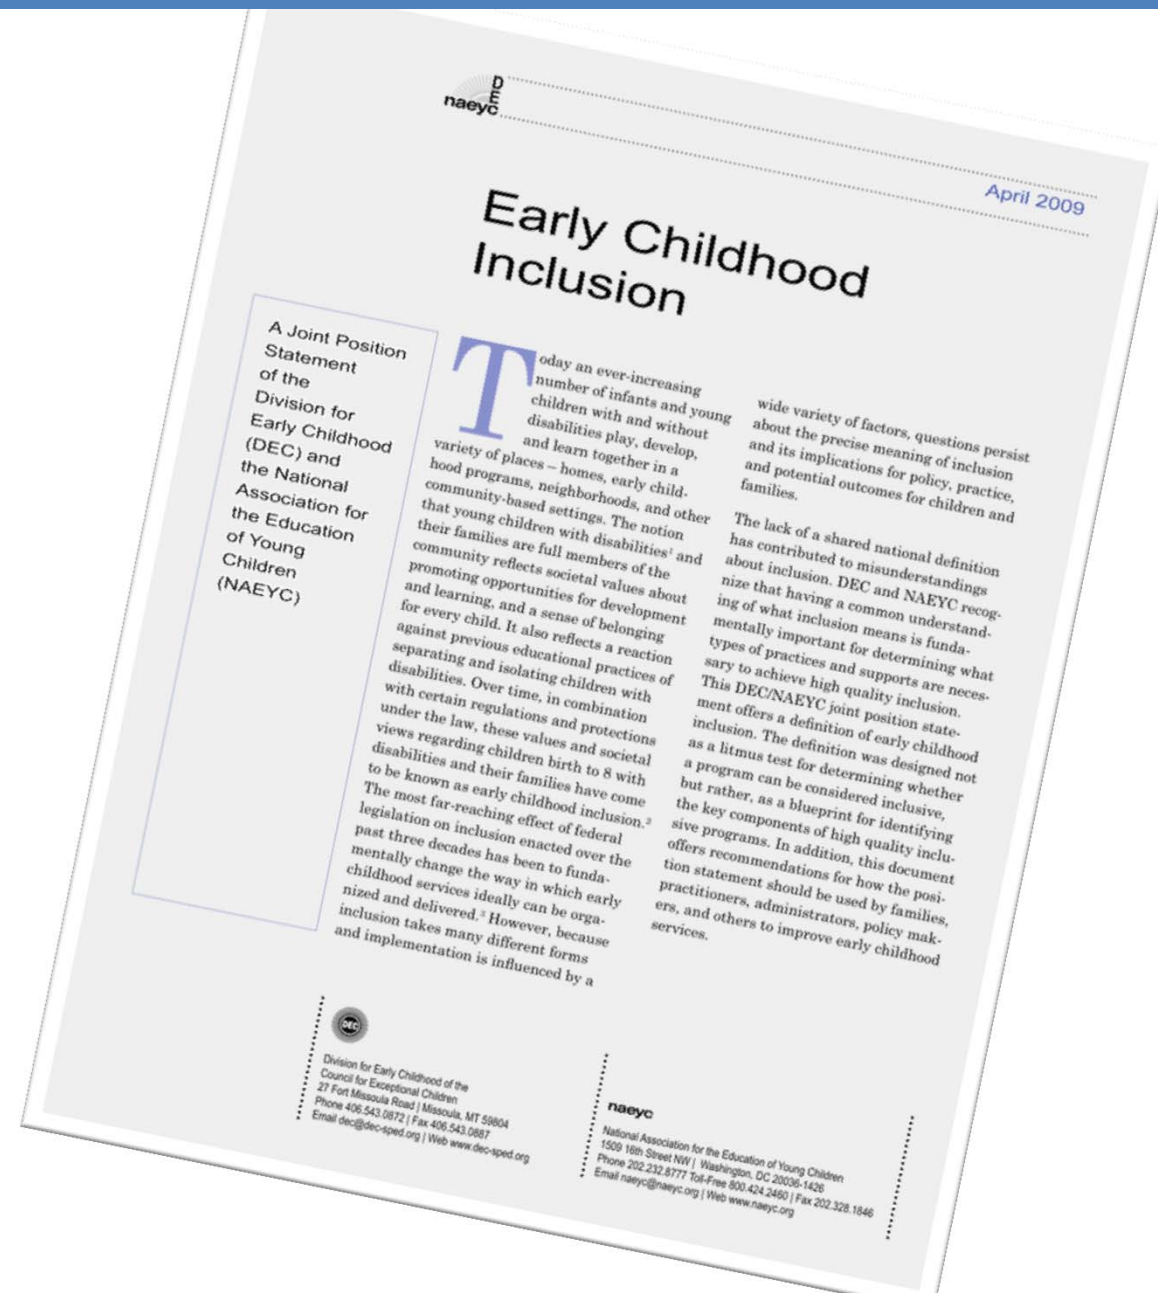 DEC
naeyc
April 2009
Early Childhood
Inclusion
A Joint Position
Statement
of the
Division for
Early Childhood
(DEC) and
the National
Association for
the Education
of Young
Children
(NAEYC)
Today an ever-increasing
number of infants and young
children with and without
disabilities play, develop,
and learn together in a
variety of places – homes, early child-
hood programs, neighborhoods, and other
community-based settings. The notion
that young children with disabilities¹ and
their families are full members of the
community reflects societal values about
promoting opportunities for development
and learning, and a sense of belonging
for every child. It also reflects a reaction
against previous educational practices of
separating and isolating children with
disabilities. Over time, in combination
with certain regulations and protections
under the law, these values and societal
views regarding children birth to 8 with
disabilities and their families have come
to be known as early childhood inclusion.²
The most far-reaching effect of federal
legislation on inclusion enacted over the
past three decades has been to funda-
mentally change the way in which early
childhood services ideally can be orga-
nized and delivered.³ However, because
inclusion takes many different forms
and implementation is influenced by a
wide variety of factors, questions persist
about the precise meaning of inclusion
and its implications for policy, practice,
and potential outcomes for children and
families.
The lack of a shared national definition
has contributed to misunderstandings
about inclusion. DEC and NAEYC recog-
nize that having a common understand-
ing of what inclusion means is funda-
mentally important for determining what
types of practices and supports are neces-
sary to achieve high quality inclusion.
This DEC/NAEYC joint position state-
ment offers a definition of early childhood
inclusion. The definition was designed not
as a litmus test for determining whether
a program can be considered inclusive,
but rather, as a blueprint for identifying
the key components of high quality inclu-
sive programs. In addition, this document
offers recommendations for how the posi-
tion statement should be used by families,
practitioners, administrators, policy mak-
ers, and others to improve early childhood
services.
DEC
Division for Early Childhood of the
Council for Exceptional Children
27 Fort Missoula Road | Missoula, MT 59804
Phone 406.543.0872 | Fax 406.543.0887
Email dec@dec-sped.org | Web www.dec-sped.org
naeyc
National Association for the Education of Young Children
1509 16th Street NW | Washington, DC 20036-1426
Phone 202.232.8777 Toll-Free 800.424.2460 | Fax 202.328.1846
Email naeyc@naeyc.org | Web www.naeyc.org